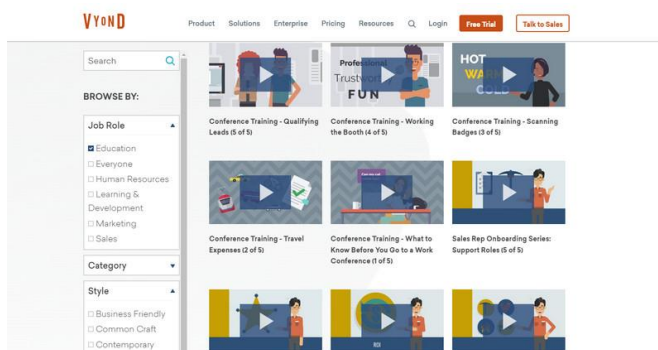 VYOND
Product Solutions Enterprise Pricing Resources Login Free Trial Talk to Sales
Search
BROWSE BY:
Job Role
Education
Everyone
Human Resources
Learning &
Development
Marketing
Sales
Category
Style
Business Friendly
Common Craft
Contemporary
Professional
FUN
HOT
WARM
COLD
Conference Training - Qualifying
Leads (5 of 5)
Conference Training - Working
the Booth (4 of 5)
Conference Training - Scanning
Badges (3 of 5)
Conference Training - Travel
Expenses (2 of 5)
Conference Training - What to
Know Before You Go to a Work
Conference (1 of 5)
Sales Rep Onboarding Series:
Support Roles (5 of 5)
ROI